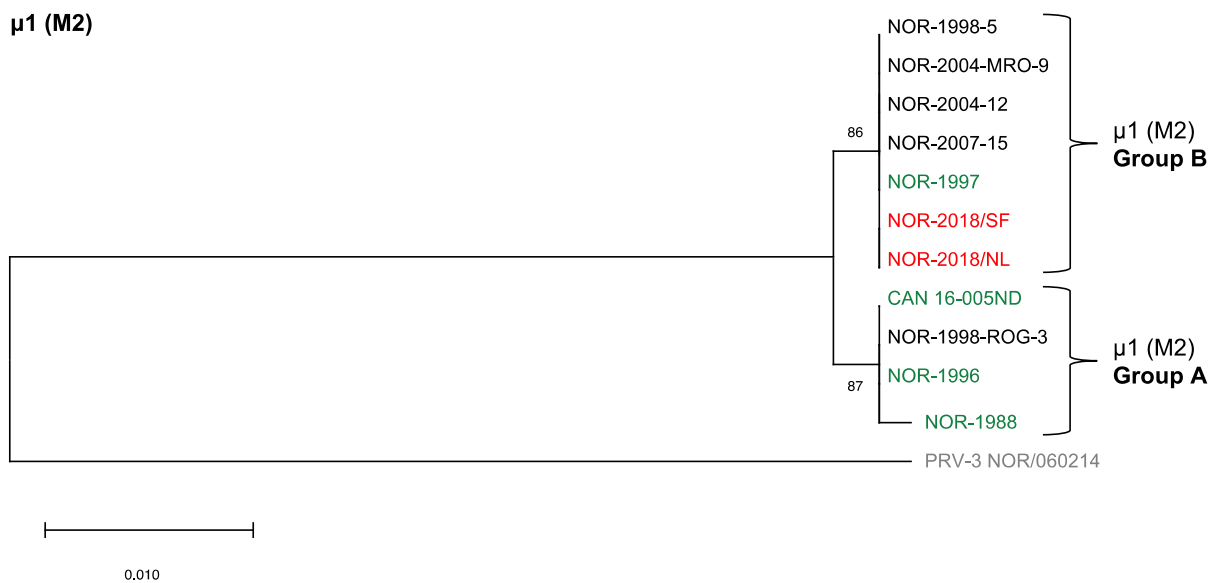 µ1 (M2)
NOR-1998-5
NOR-2004-MRO-9
NOR-2004-12
86
NOR-2007-15
NOR-1997
NOR-2018/SF
NOR-2018/NL
µ1 (M2)
Group B
CAN 16-005ND
NOR-1998-ROG-3
NOR-1996
87
NOR-1988
µ1 (M2)
Group A
PRV-3 NOR/060214
0.010